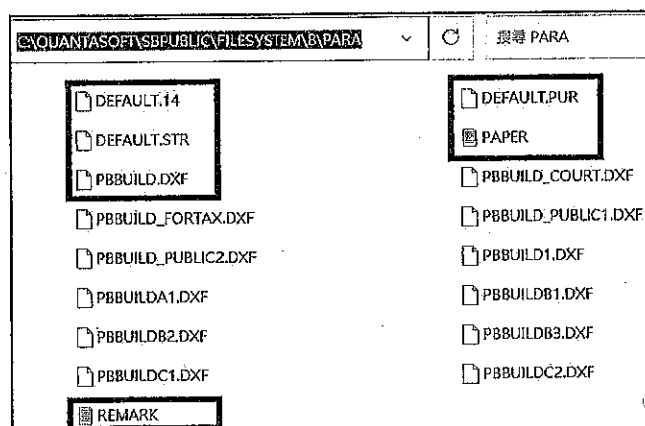 C:\QUANTASOFT\SBPUBLIC\FILESYSTEM\B\PARA
搜尋 PARA
DEFAULT.14
DEFAULT.PUR
DEFAULT.STR
PAPER
PBBUILD.DXF
PBBUILD_COURT.DXF
PBBUILD_FORTAX.DXF
PBBUILD_PUBLIC1.DXF
PBBUILD_PUBLIC2.DXF
PBBUILD1.DXF
PBBUILDA1.DXF
PBBUILDB1.DXF
PBBUILDB2.DXF
PBBUILDB3.DXF
PBBUILDC1.DXF
PBBUILDC2.DXF
REMARK